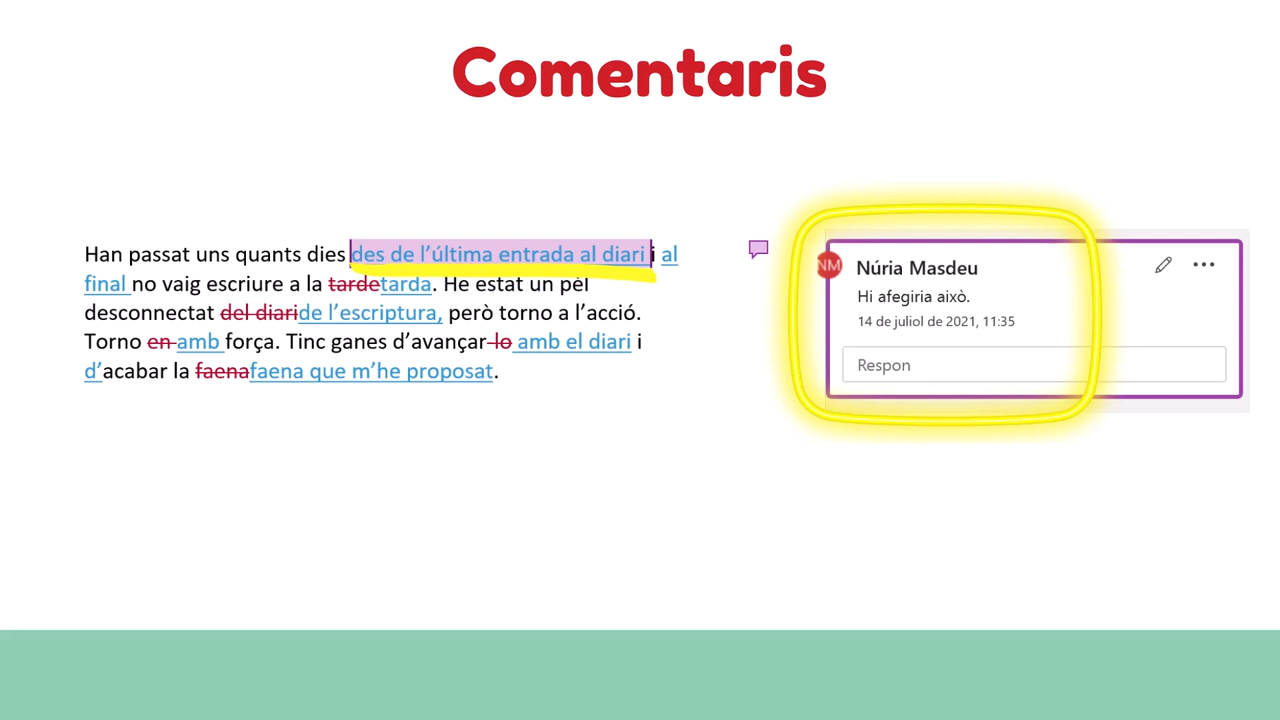 Comentaris
Han passat uns quants dies des de l’última entrada al diari i al
final no vaig escriure a la tardetarda. He estat un pèl
desconnectat del diaride l’escriptura, però torno a l’acció.
Torno en amb força. Tinc ganes d’avançar lo amb el diari i
d’acabar la faenafaena que m’he proposat.
NM
Núria Masdeu
Hi afegiria això.
14 de juliol de 2021, 11:35
Respon